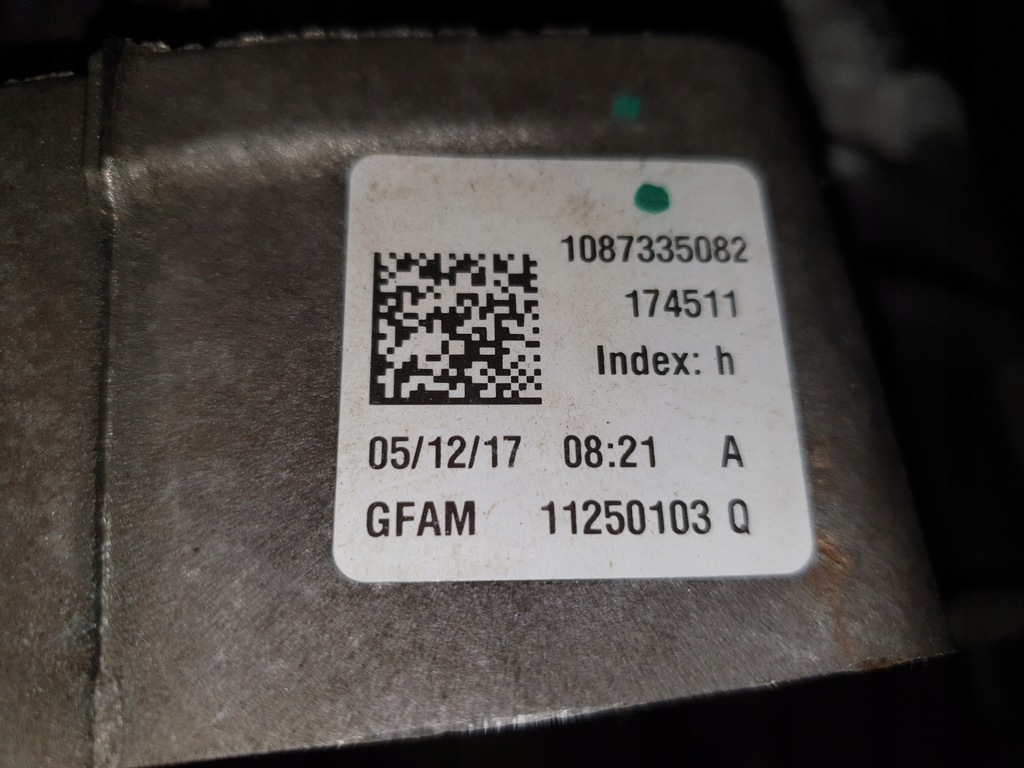 1087335082
174511
Index: h
05/12/17 08:21 A
GFAM 11250103 Q